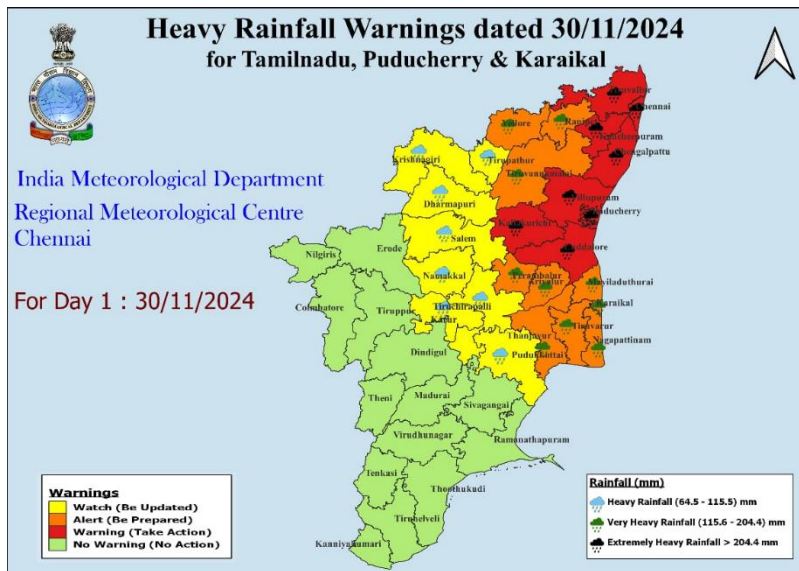 Heavy Rainfall Warnings dated 30/11/2024
for Tamilnadu, Puducherry & Karaikal
India Meteorological Department
Regional Meteorological Centre
Chennai
For Day 1 : 30/11/2024
Chennai
Vellore
Krishnagiri
Tirupathur
Tiruvannamalai
Dharmapuri
Villupuram
Puducherry
Kallakurichi
Salem
Cuddalore
Erode
Nilgiris
Namakkal
Perambalur
Ariyalur
Mayiladuthurai
Karaikal
Coimbatore
Tiruppur
Tiruchirapalli
Karur
Thanjavur
Tiruvarur
Nagapattinam
Pudukkottai
Dindigul
Theni
Madurai
Sivagangai
Virudhunagar
Ramanathapuram
Tenkasi
Thoothukudi
Tirunelveli
Kanniyakumari
Warnings
Watch (Be Updated)
Alert (Be Prepared)
Warning (Take Action)
No Warning (No Action)
Rainfall (mm)
Heavy Rainfall (64.5 - 115.5) mm
Very Heavy Rainfall (115.6 - 204.4) mm
Extremely Heavy Rainfall > 204.4 mm